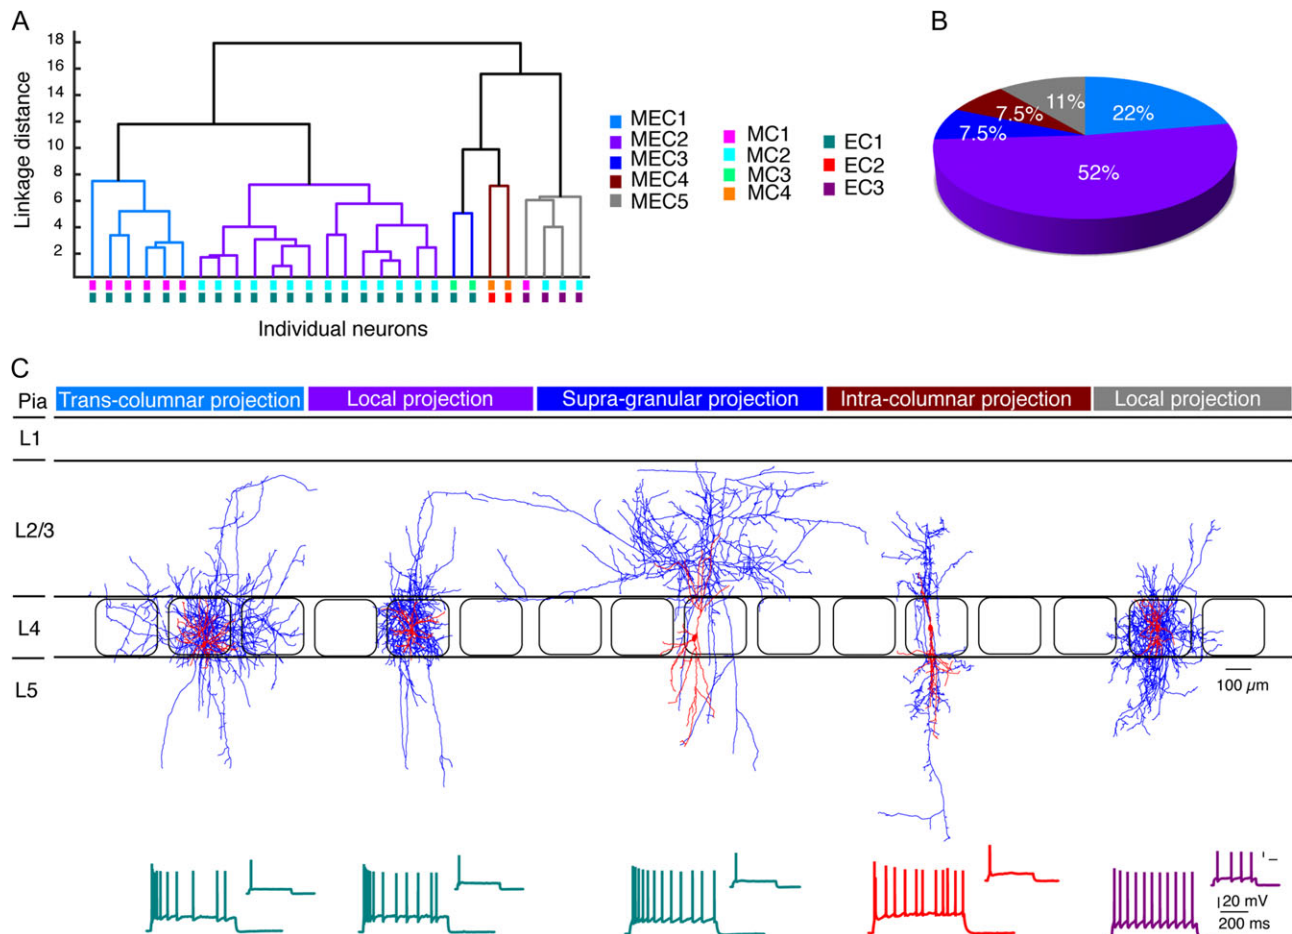 A
18
16
14
12
10
8
6
4
2
Linkage distance
Individual neurons
MEC1
MEC2
MEC3
MEC4
MEC5
MC1
MC2
MC3
MC4
EC1
EC2
EC3
B
11%
22%
7.5%
7.5%
52%
C
Pia
Trans-columnar projection
Local projection
Supra-granular projection
Intra-columnar projection
Local projection
L1
L2/3
L4
L5
100 µm
20 mV
200 ms